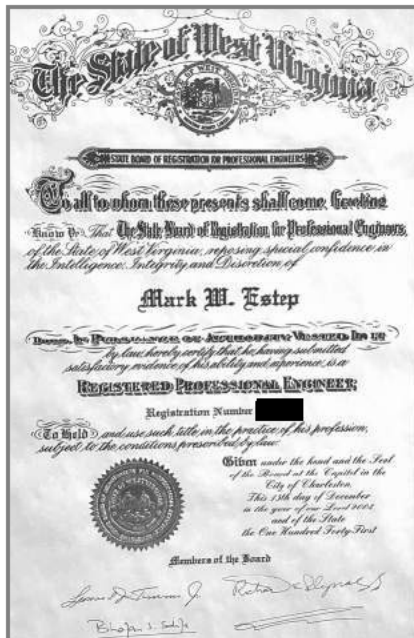 The State of West Virginia
STATE BOARD OF REGISTRATION FOR PROFESSIONAL ENGINEERS
To all to whom these presents shall come, Greeting
Know Ye, That The State Board of Registration for Professional Engineers,
of the State of West Virginia, reposing special confidence in
the Intelligence, Integrity and Discretion of
Mark W. Estep
Does, In Pursuance of Authority Vested In It
by law, hereby certify that he having submitted
satisfactory evidence of his ability and experience, is a
REGISTERED PROFESSIONAL ENGINEER,
Registration Number
To Hold and use such title in the practice of his profession,
subject to the conditions prescribed by law.
Given under the hand and the Seal
of the Board at the Capitol in the
City of Charleston.
This 13th day of December
in the year of our Lord
and of the State
the One Hundred Forty-First
Members of the Board